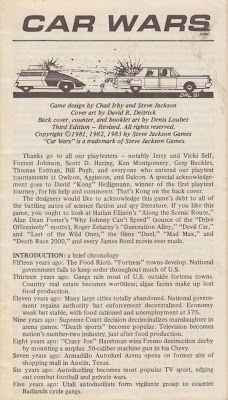 CAR WARS
DAL '81
Game design by Chad Irby and Steve Jackson
Cover art by David R. Deitrick
Back cover, counter, and booklet art by Denis Loubet
Third Edition – Revised. All rights reserved.
Copyright ©1981, 1982, 1983 by Steve Jackson Games
"Car Wars" is a trademark of Steve Jackson Games.
Thanks go to all our playtesters – notably Jerry and Vicki Self,
Forrest Johnson, Scott D. Haring, Ken Montgomery, Greg Buckles,
Thomas Eastman, Bill Pugh, and everyone who entered our playtest
tournaments at Owlcon, Aggiecon, and Dalcon. A special acknowledge-
ment goes to David "Kong" Helligman, winner of the first playtest
tourney, for his help and comments. That's Kong on the back cover.
The designers would like to acknowledge this game's debt to all of
the battling autos of science fiction and spy literature. If you like this
game, you ought to look at Harlan Ellison's "Along the Scenic Route,"
Alan Dean Foster's "Why Johnny Can't Speed" (source of the "Drive
Offensively" motto), Roger Zelazny's "Damnation Alley," "Devil Car,"
and "Last of the Wild Ones," the films "Duel," "Mad Max," and
"Death Race 2000," and every James Bond movie ever made.
INTRODUCTION: a brief chronology
Fifteen years ago: The Food Riots. "Fortress" towns develop. National
government fails to keep order throughout much of U.S.
Thirteen years ago: Gangs rule most of U.S. outside fortress towns.
Country real estate becomes worthless; algae farms make up lost
food production.
Eleven years ago: Many large cities totally abandoned. National govern-
ment regains authority but enforcement decentralized. Economy
weak but stable, with food rationed and unemployment at 37%.
Nine years ago: Supreme Court decision decriminalizes manslaughter in
arena games. "Death sports" become popular. Television becomes
nation's number-two industry, just after food production.
Eight years ago: "Crazy Joe" Harshman wins Fresno destruction derby
by mounting a surplus .50-caliber machine gun in his Chevy.
Seven years ago: Armadillo Autoduel Arena opens on former site of
shopping mall in Austin, Texas.
Six years ago: Autoduelling becomes most popular TV sport, edging
out combat football and private wars.
Five years ago: Utah autoduellists form vigilante group to counter
Badlands cycle gangs.